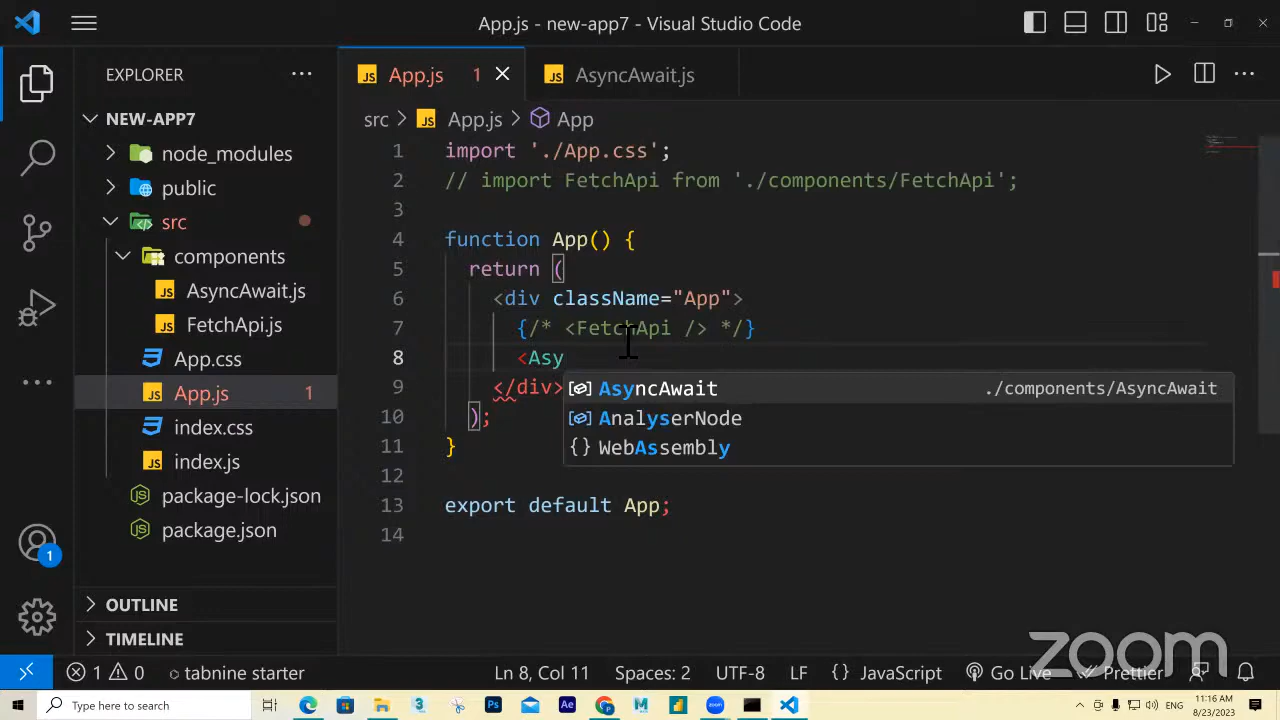 App.js - new-app7 - Visual Studio Code
EXPLORER
NEW-APP7
node_modules
public
src
components
AsyncAwait.js
FetchApi.js
App.css
App.js 1
index.css
index.js
package-lock.json
package.json
OUTLINE
TIMELINE
App.js 1
AsyncAwait.js
src > App.js > App
1 import './App.css';
2 // import FetchApi from './components/FetchApi';
3
4 function App() {
5 return (
6 <div className="App">
7 {/* <FetchApi /> */}
8 <Asy
9 </div>
10 );
11 }
12
13 export default App;
14
AsyncAwait ./components/AsyncAwait
AnalyserNode
{} WebAssembly
1
zoom
1 0 tabnine starter Ln 8, Col 11 Spaces: 2 UTF-8 LF {} JavaScript Go Live Prettier
Type here to search
11:16 AM
8/23/2023